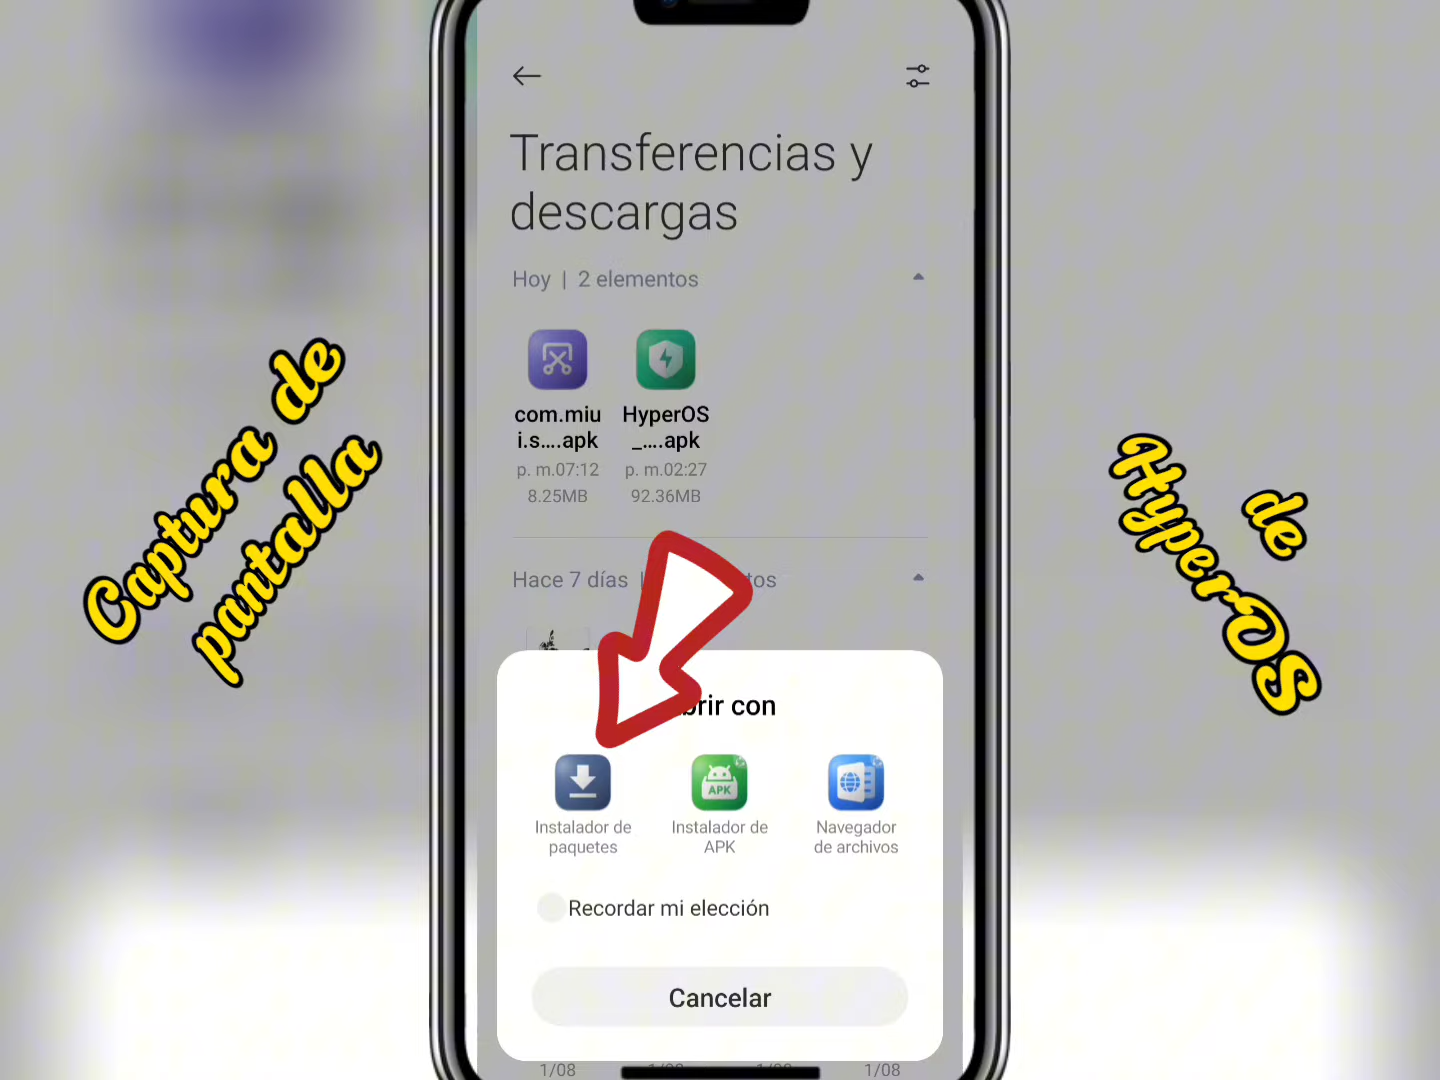 Transferencias y
descargas
Hoy | 2 elementos
com.miu
i.s....apk
p. m.07:12
8.25MB
HyperOS
_....apk
p. m.02:27
92.36MB
Hace 7 días |
Captura de
pantalla
de
HyperOS
brir con
Instalador de
paquetes
Instalador de
APK
APK
Navegador
de archivos
Recordar mi elección
Cancelar
1/08
1/08